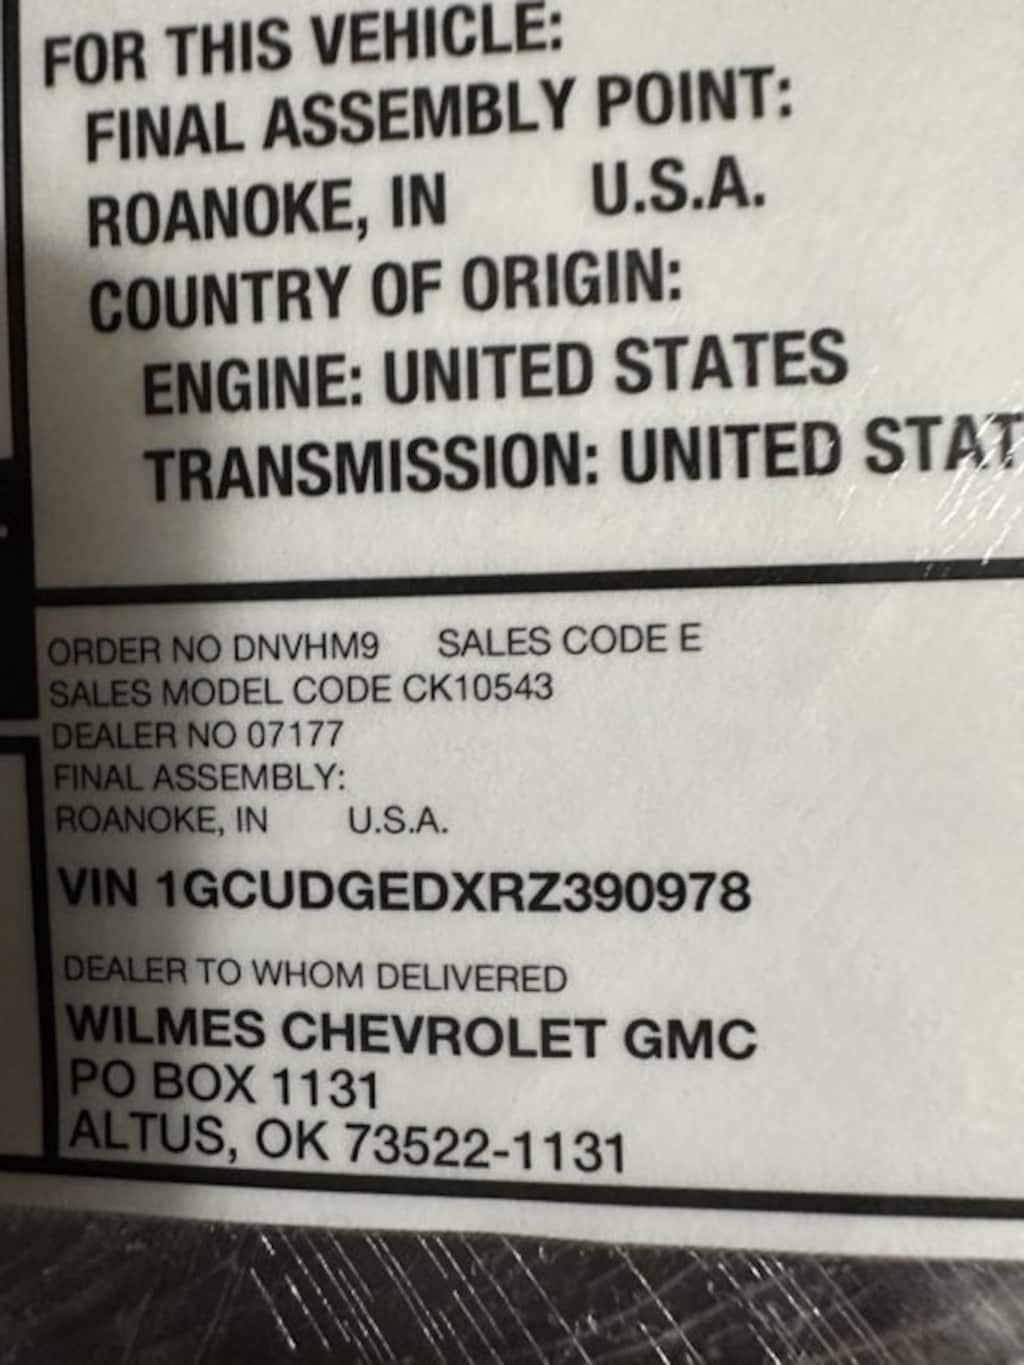 FOR THIS VEHICLE:
FINAL ASSEMBLY POINT:
ROANOKE, IN U.S.A.
COUNTRY OF ORIGIN:
ENGINE: UNITED STATES
TRANSMISSION: UNITED STAT
ORDER NO DNVHM9 SALES CODE E
SALES MODEL CODE CK10543
DEALER NO 07177
FINAL ASSEMBLY:
ROANOKE, IN U.S.A.
VIN 1GCUDGEDXRZ390978
DEALER TO WHOM DELIVERED
WILMES CHEVROLET GMC
PO BOX 1131
ALTUS, OK 73522-1131